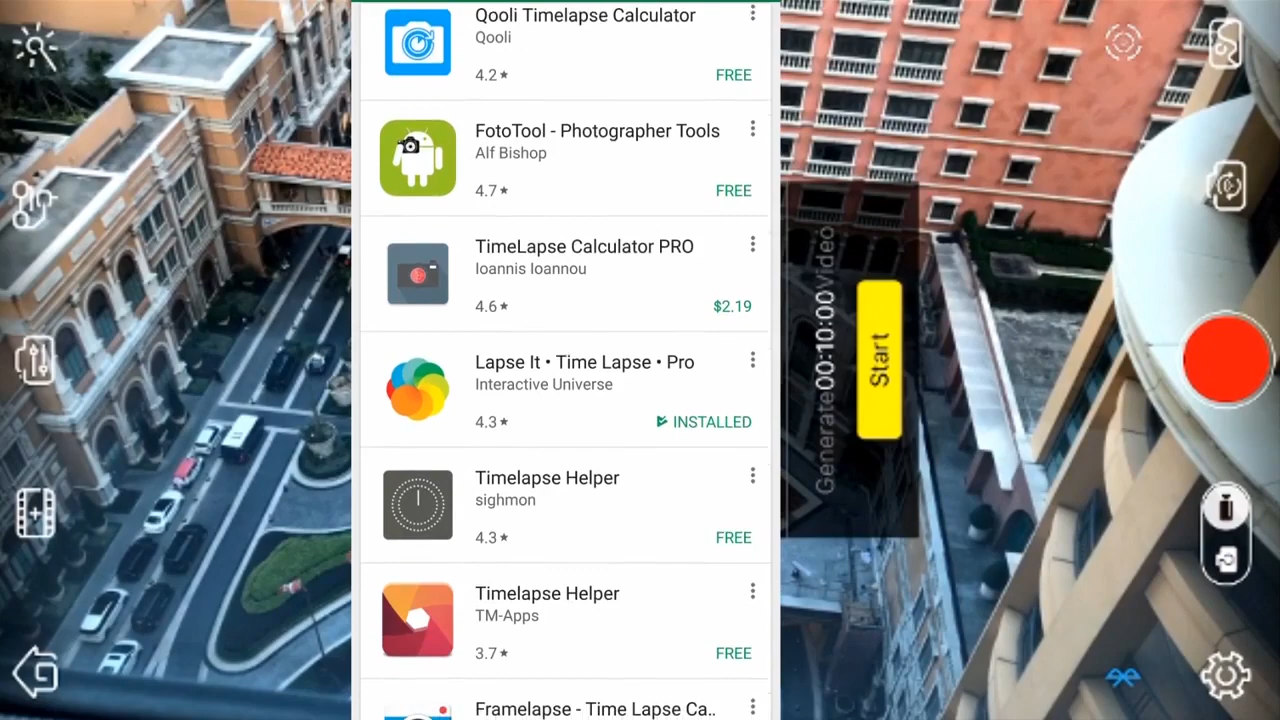 Qooli Timelapse Calculator
Qooli
4.2★
FREE
FotoTool - Photographer Tools
Alf Bishop
4.7★
FREE
TimeLapse Calculator PRO
Ioannis Ioannou
4.6★
$2.19
Lapse It • Time Lapse • Pro
Interactive Universe
4.3★
INSTALLED
Timelapse Helper
sighmon
4.3★
FREE
Timelapse Helper
TM-Apps
3.7★
FREE
Framelapse - Time Lapse Ca..
Generate00:10:00video
Start